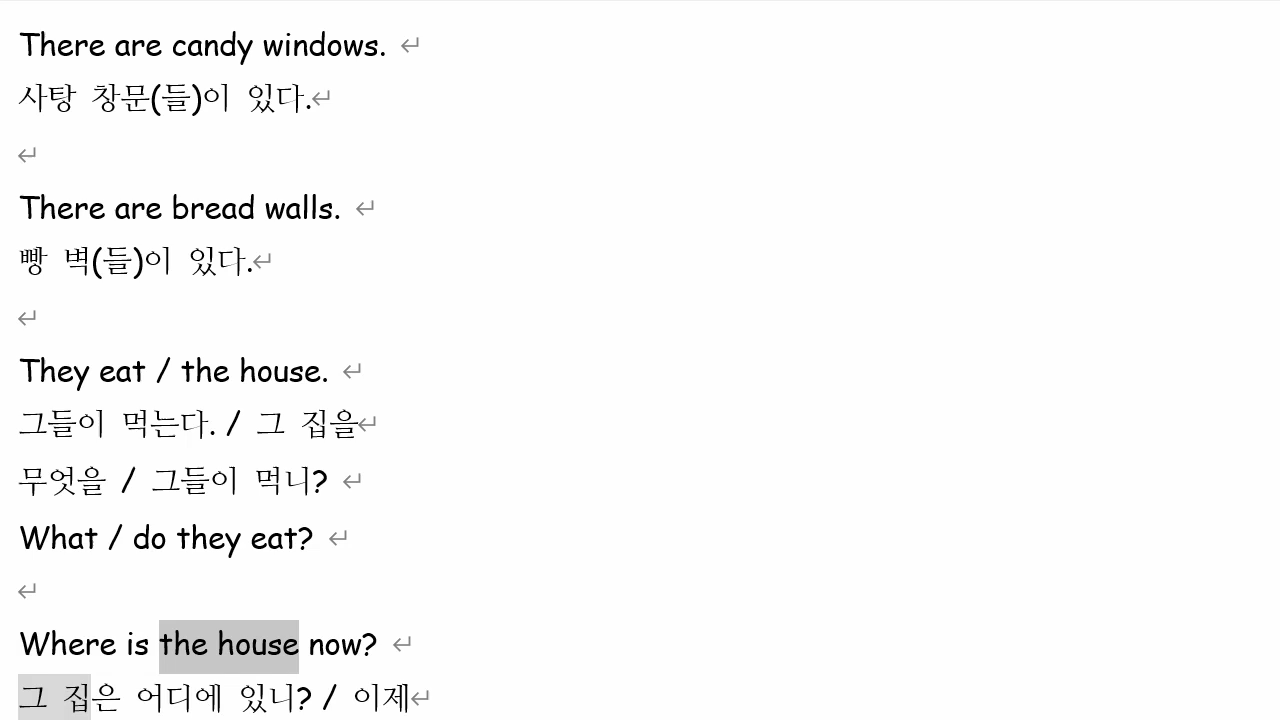 There are candy windows.
사탕 창문(들)이 있다.
There are bread walls.
빵 벽(들)이 있다.
They eat / the house.
그들이 먹는다. / 그 집을
무엇을 / 그들이 먹니?
What / do they eat?
Where is the house now?
그 집은 어디에 있니? / 이제